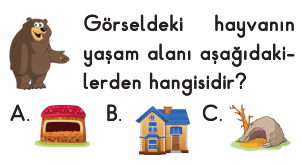 Görseldeki hayvanın
yaşam alanı aşağıdaki-
lerden hangisidir?
A. B. C.